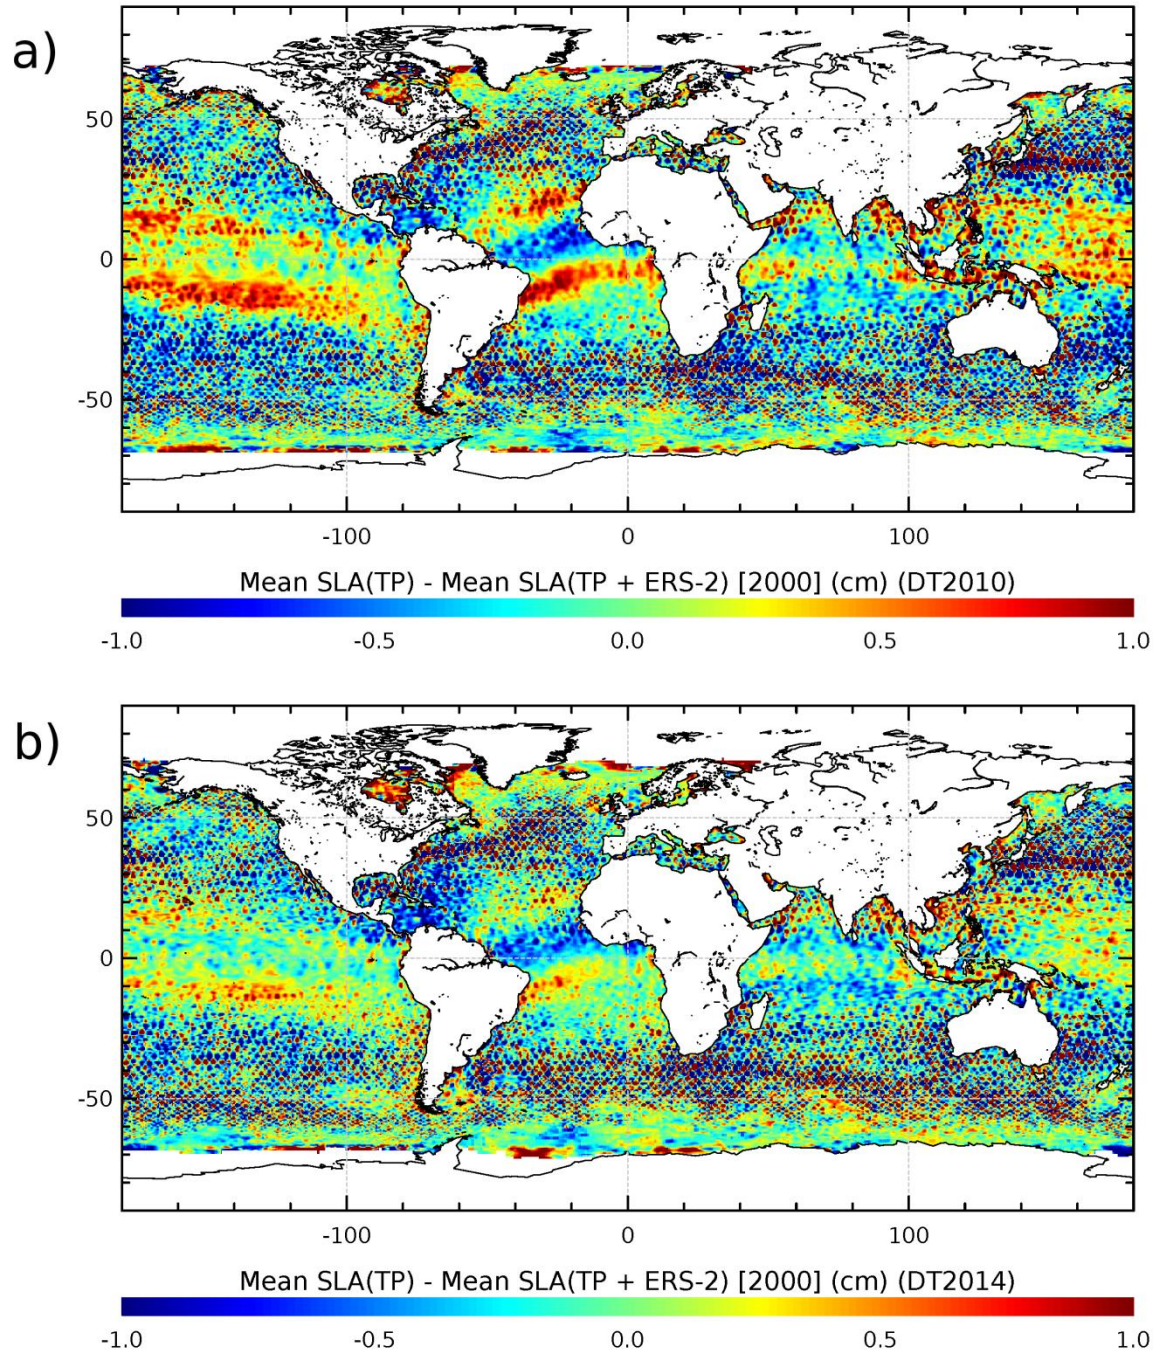 a)
50
0
-50
-100 0 100
Mean SLA(TP) - Mean SLA(TP + ERS-2) [2000] (cm) (DT2010)
-1.0 -0.5 0.0 0.5 1.0
b)
50
0
-50
-100 0 100
Mean SLA(TP) - Mean SLA(TP + ERS-2) [2000] (cm) (DT2014)
-1.0 -0.5 0.0 0.5 1.0